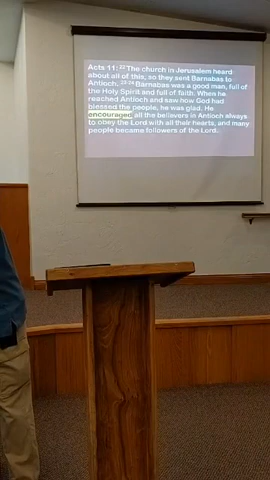 Acts 11: 22 The church in Jerusalem heard
about all of this, so they sent Barnabas to
Antioch. 23-24 Barnabas was a good man, full of
the Holy Spirit and full of faith. When he
reached Antioch and saw how God had
blessed the people, he was glad. He
encouraged all the believers in Antioch always
to obey the Lord with all their hearts, and many
people became followers of the Lord.